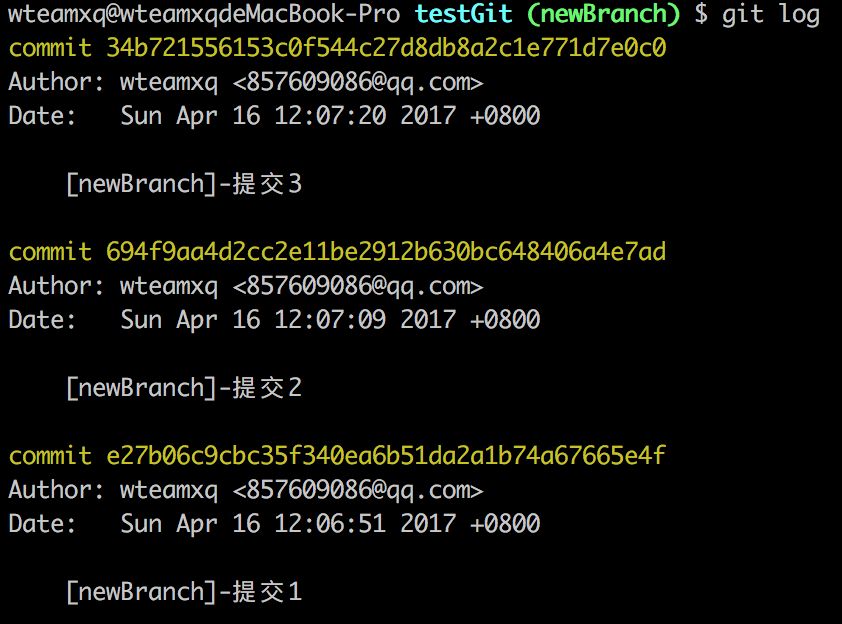 wteamxq@wteamxqdeMacBook-Pro testGit (newBranch) $ git log
commit 34b721556153c0f544c27d8db8a2c1e771d7e0c0
Author: wteamxq <857609086@qq.com>
Date:   Sun Apr 16 12:07:20 2017 +0800
[newBranch]-提交3
commit 694f9aa4d2cc2e11be2912b630bc648406a4e7ad
Author: wteamxq <857609086@qq.com>
Date:   Sun Apr 16 12:07:09 2017 +0800
[newBranch]-提交2
commit e27b06c9cbc35f340ea6b51da2a1b74a67665e4f
Author: wteamxq <857609086@qq.com>
Date:   Sun Apr 16 12:06:51 2017 +0800
[newBranch]-提交1